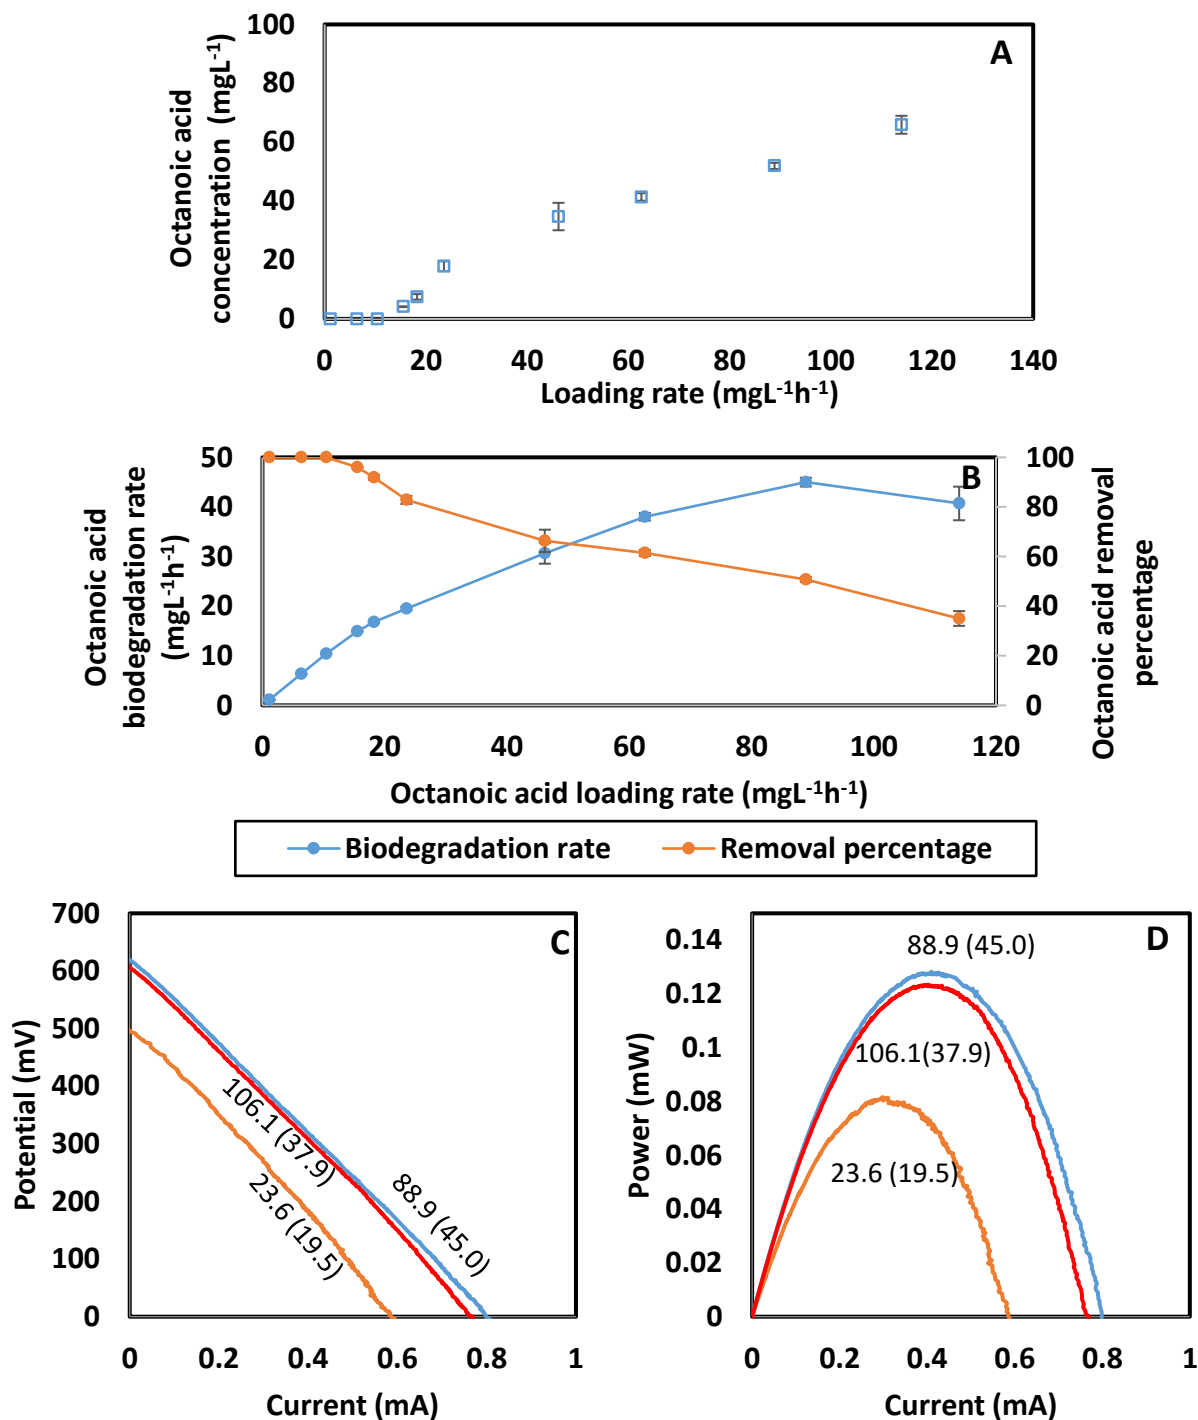 A
Octanoic acid
concentration (mgL-1)
100
80
60
40
20
0
0 20 40 60 80 100 120 140
Loading rate (mgL-1h-1)
B
Octanoic acid
biodegradation rate
(mgL-1h-1)
50
40
30
20
10
0
100
80
60
40
20
0
Octanoic acid removal
percentage
0 20 40 60 80 100 120
Octanoic acid loading rate (mgL-1h-1)
Biodegradation rate Removal percentage
C
Potential (mV)
700
600
500
400
300
200
100
0
106.1 (37.9)
23.6 (19.5)
88.9 (45.0)
0 0.2 0.4 0.6 0.8 1
Current (mA)
D
Power (mW)
0.14
0.12
0.1
0.08
0.06
0.04
0.02
0
88.9 (45.0)
106.1(37.9)
23.6 (19.5)
0 0.2 0.4 0.6 0.8 1
Current (mA)